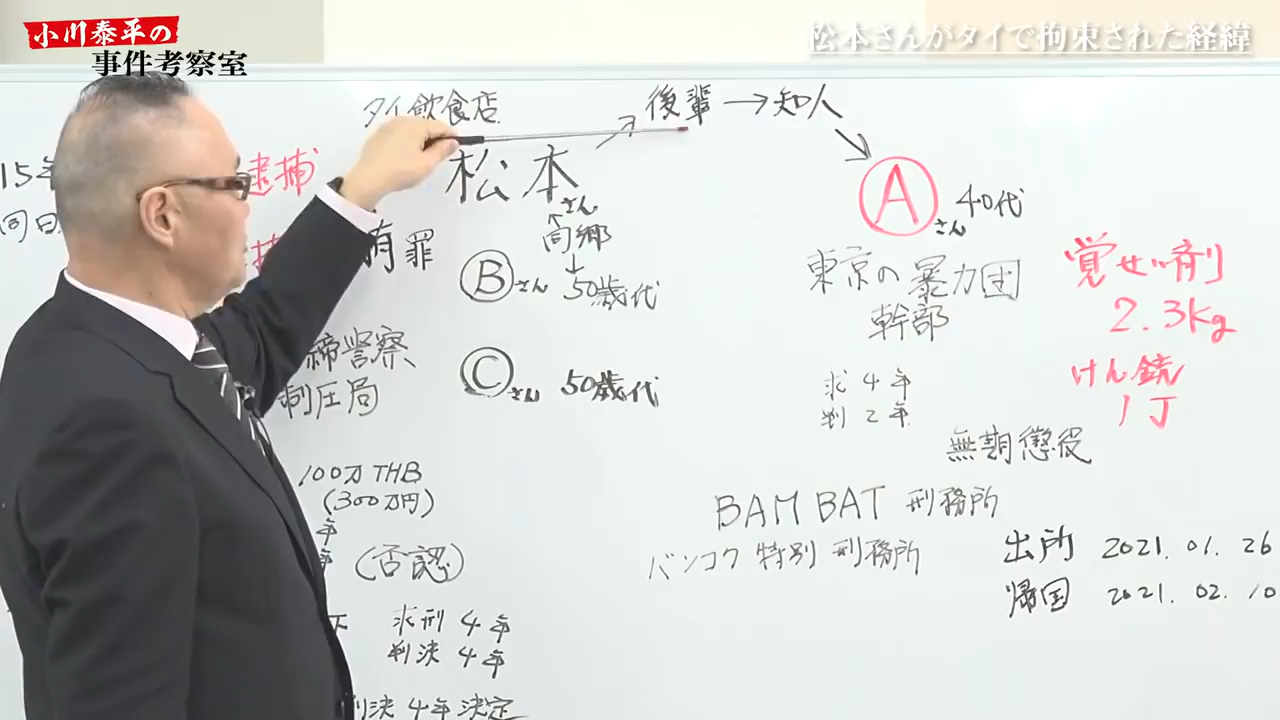 小川泰平の
事件考察室
松本さんがタイで拘束された経緯
タイ飲食店
後輩→知人
15年
逮捕
松本さん
A さん 40代
同日
同郷
有罪
B さん 50歳代
東京の暴力団
幹部
覚せい剤
2.3Kg
締警察
制圧局
C さん 50歳代
求4年
判2年
けん銃
1丁
無期懲役
100万THB
(300万円)
BAMBAT 刑務所
年
(否認)
バンコク特別刑務所
出所 2021.01.26
帰国 2021.02.10
求刑4年
判決4年
判決4年決定